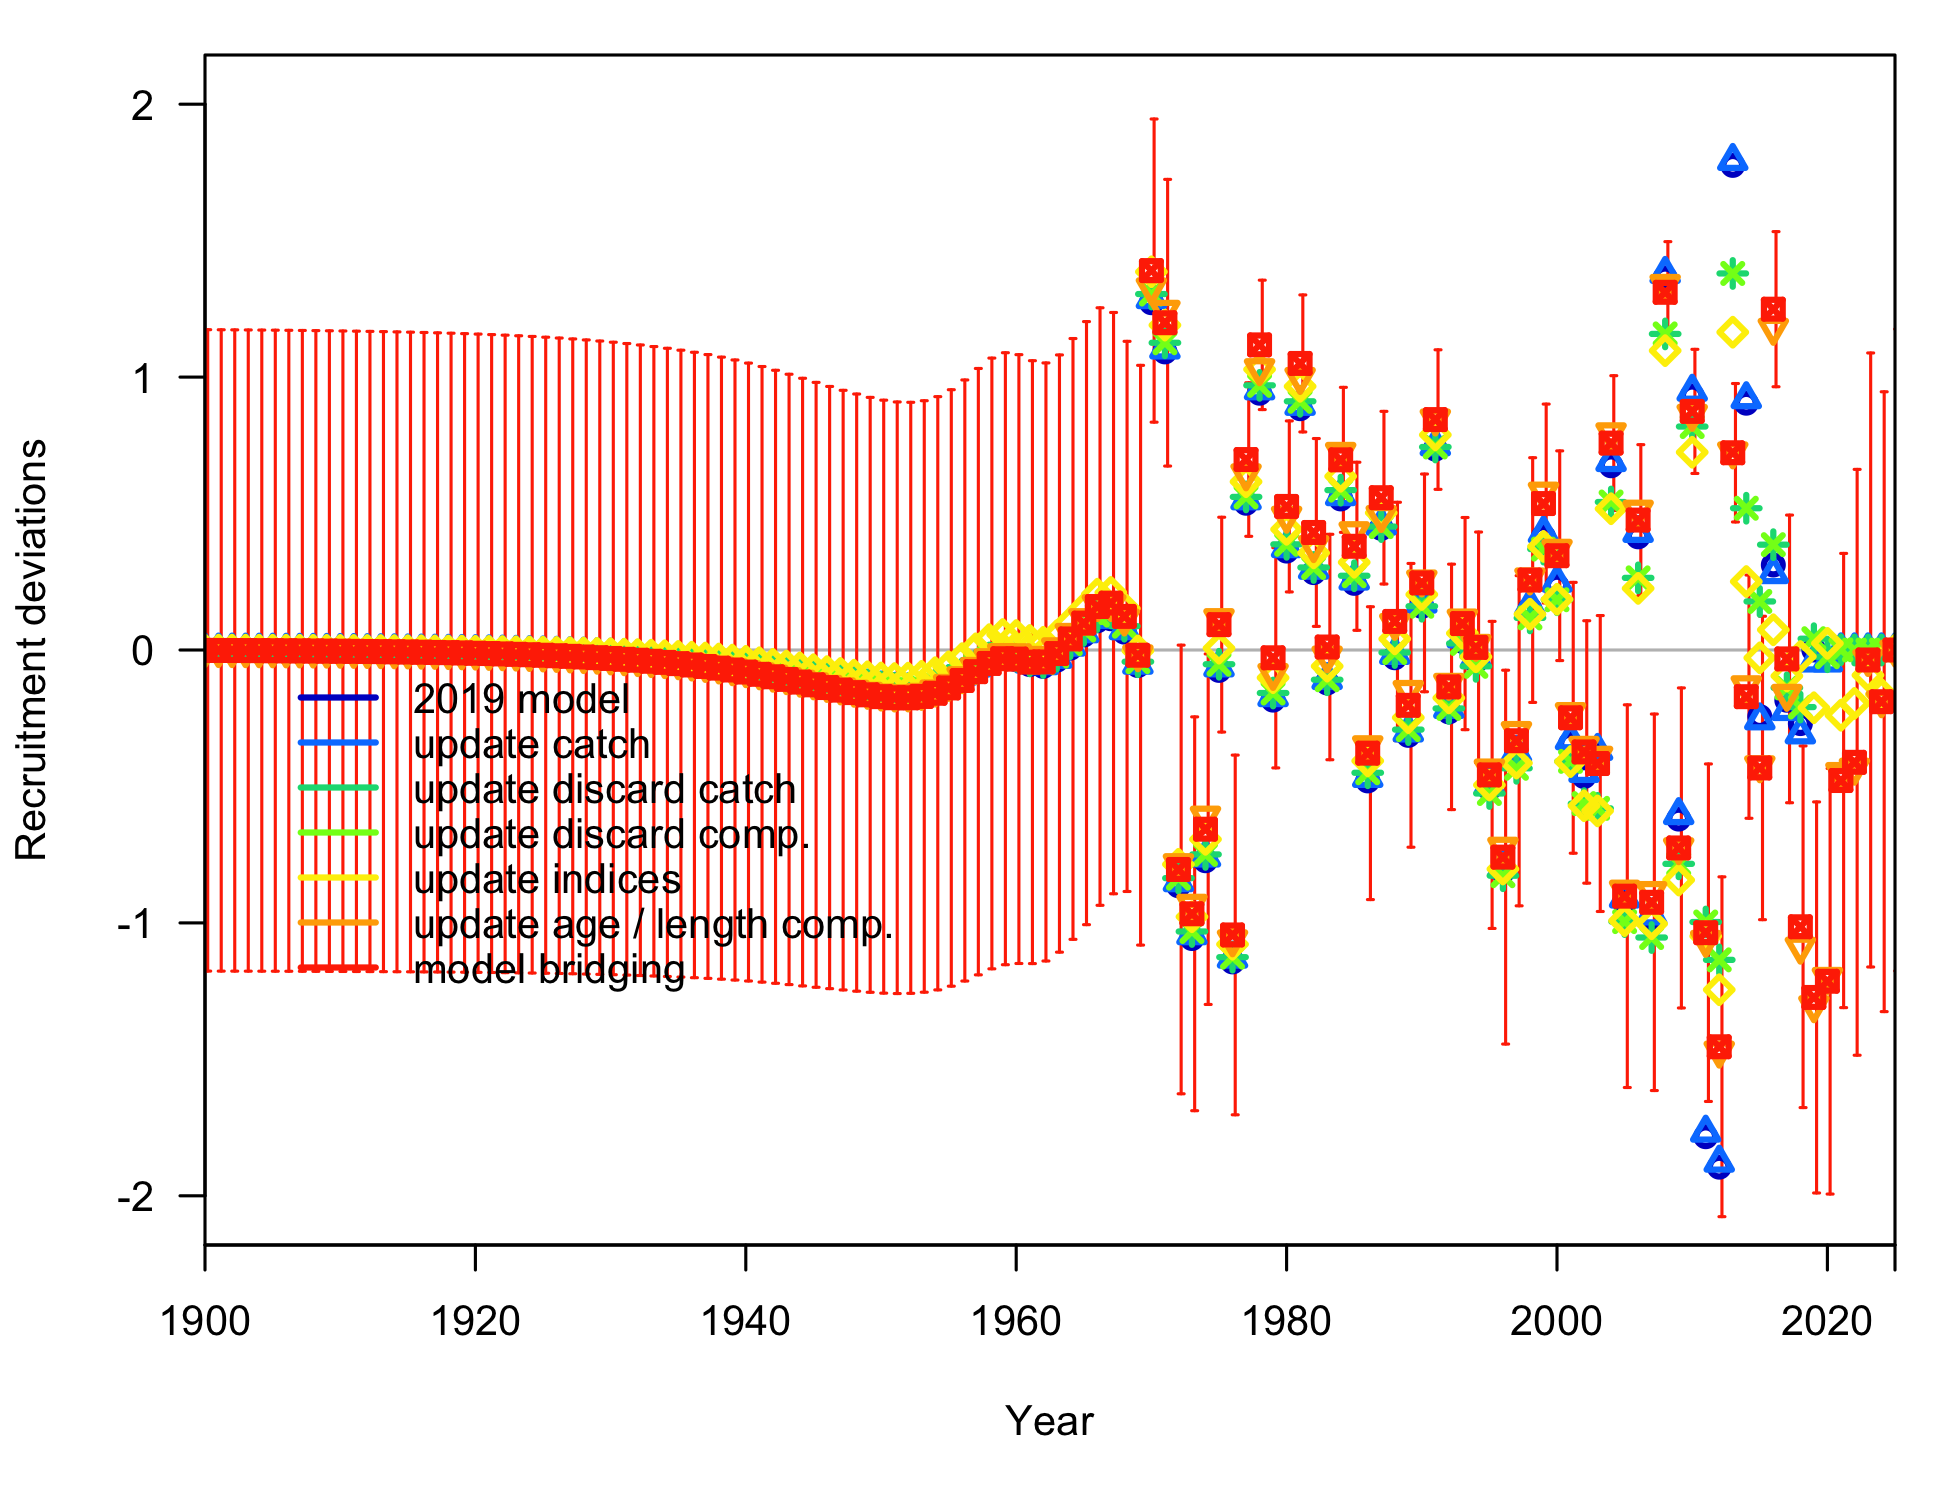 2
1
0
-1
-2
Recruitment deviations
2019 model
update catch
update discard catch
update discard comp.
update indices
update age / length comp.
model bridging
1900 1920 1940 1960 1980 2000 2020
Year